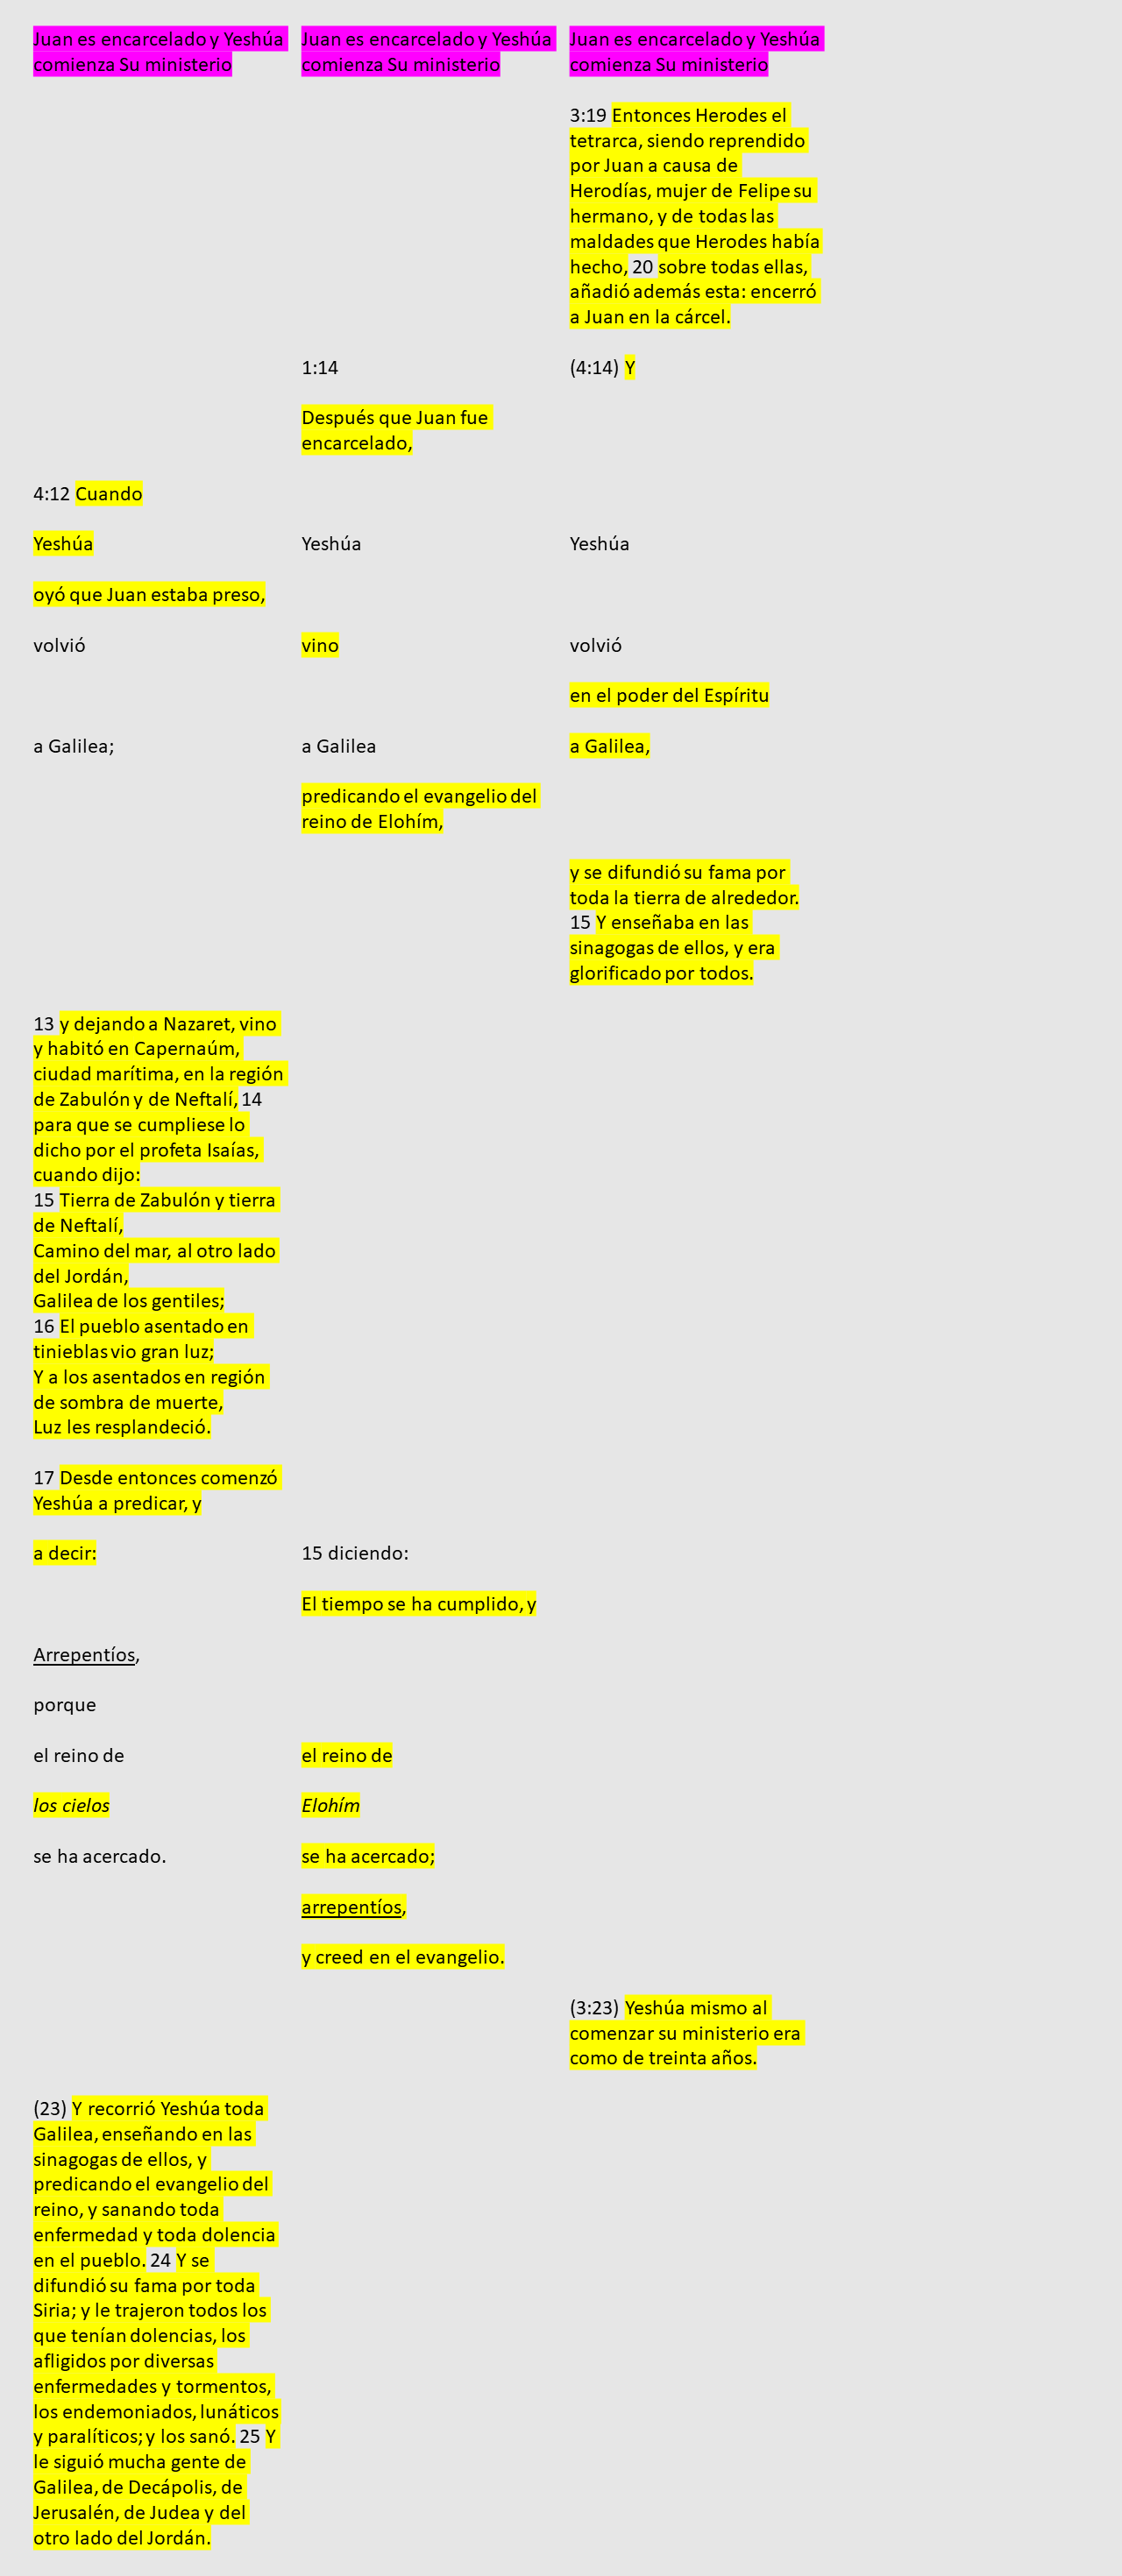 Juan es encarcelado y Yeshúa
comienza Su ministerio
Juan es encarcelado y Yeshúa
comienza Su ministerio
Juan es encarcelado y Yeshúa
comienza Su ministerio
3:19 Entonces Herodes el
tetrarca, siendo reprendido
por Juan a causa de
Herodías, mujer de Felipe su
hermano, y de todas las
maldades que Herodes había
hecho, 20 sobre todas ellas,
añadió además esta: encerró
a Juan en la cárcel.
1:14
(4:14) Y
Después que Juan fue
encarcelado,
4:12 Cuando
Yeshúa
Yeshúa
Yeshúa
oyó que Juan estaba preso,
volvió
vino
volvió
en el poder del Espíritu
a Galilea;
a Galilea
a Galilea,
predicando el evangelio del
reino de Elohím,
y se difundió su fama por
toda la tierra de alrededor.
15 Y enseñaba en las
sinagogas de ellos, y era
glorificado por todos.
13 y dejando a Nazaret, vino
y habitó en Capernaúm,
ciudad marítima, en la región
de Zabulón y de Neftalí, 14
para que se cumpliese lo
dicho por el profeta Isaías,
cuando dijo:
15 Tierra de Zabulón y tierra
de Neftalí,
Camino del mar, al otro lado
del Jordán,
Galilea de los gentiles;
16 El pueblo asentado en
tinieblas vio gran luz;
Y a los asentados en región
de sombra de muerte,
Luz les resplandeció.
17 Desde entonces comenzó
Yeshúa a predicar, y
a decir:
15 diciendo:
El tiempo se ha cumplido, y
Arrepentíos,
porque
el reino de
el reino de
los cielos
Elohím
se ha acercado.
se ha acercado;
arrepentíos,
y creed en el evangelio.
(3:23) Yeshúa mismo al
comenzar su ministerio era
como de treinta años.
(23) Y recorrió Yeshúa toda
Galilea, enseñando en las
sinagogas de ellos, y
predicando el evangelio del
reino, y sanando toda
enfermedad y toda dolencia
en el pueblo. 24 Y se
difundió su fama por toda
Siria; y le trajeron todos los
que tenían dolencias, los
afligidos por diversas
enfermedades y tormentos,
los endemoniados, lunáticos
y paralíticos; y los sanó. 25 Y
le siguió mucha gente de
Galilea, de Decápolis, de
Jerusalén, de Judea y del
otro lado del Jordán.